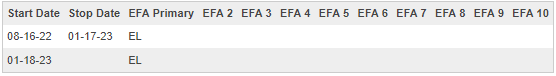 Start Date Stop Date EFA Primary EFA 2 EFA 3 EFA 4 EFA 5 EFA 6 EFA 7 EFA 8 EFA 9 EFA 10
08-16-22 01-17-23 EL
01-18-23 EL